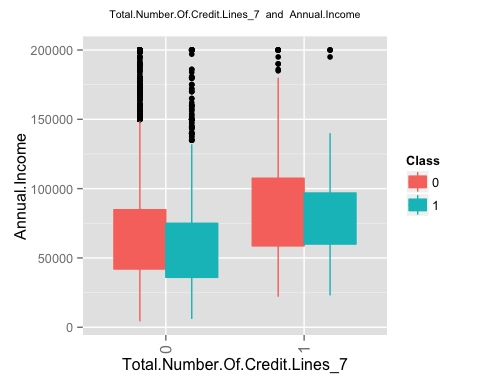 Total.Number.Of.Credit.Lines_7 and Annual.Income
200000
150000
100000
50000
0
Annual.Income
0
1
Total.Number.Of.Credit.Lines_7
Class
0
1